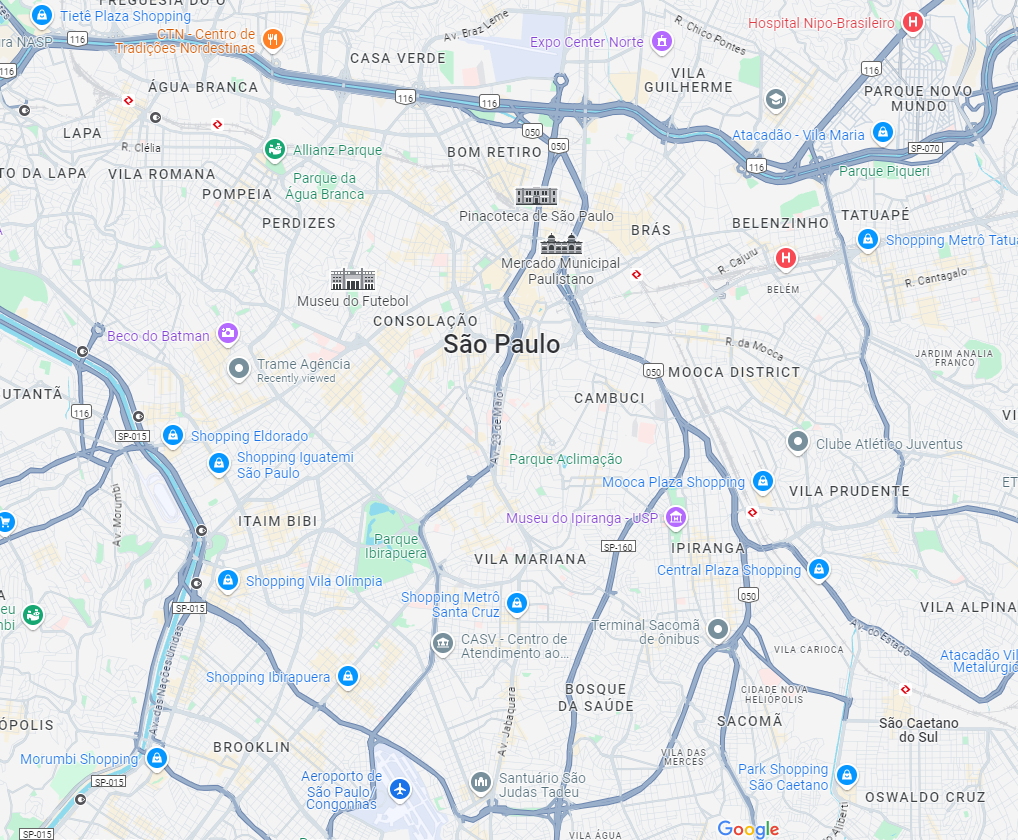 FREGUESIA DO Ó
Tietê Plaza Shopping
CTN - Centro de
Tradições Nordestinas
116
CASA VERDE
Av. Braz Leme
Expo Center Norte
R. Chico Pontes
Hospital Nipo-Brasileiro
NASP
116
116
116
116
VILA
GUILHERME
PARQUE NOVO
MUNDO
ÁGUA BRANCA
LAPA
R. Clélia
050
050
BOM RETIRO
Atacadão - Vila Maria
SP-070
116
Parque Piqueri
Allianz Parque
TO DA LAPA
VILA ROMANA
POMPEIA
Parque da
Água Branca
PERDIZES
Pinacoteca de São Paulo
BRÁS
BELENZINHO
TATUAPÉ
Shopping Metrô Tatua
Mercado Municipal
Paulistano
R. Cajuru
BELÉM
R. Cantagalo
Museu do Futebol
CONSOLAÇÃO
Beco do Batman
São Paulo
R. da Mooca
Trame Agência
Recently viewed
050
MOOCA DISTRICT
JARDIM ANALIA
FRANCO
UTANTÃ
116
CAMBUCI
Av. 23 de Maio
VI
SP-015
Shopping Eldorado
Clube Atlético Juventus
Shopping Iguatemi
São Paulo
Parque Aclimação
Mooca Plaza Shopping
VILA PRUDENTE
ET
Av. Morumbi
ITAIM BIBI
Museu do Ipiranga - USP
Parque
Ibirapuera
SP-160
IPIRANGA
VILA MARIANA
Central Plaza Shopping
Shopping Vila Olímpia
Shopping Metrô
Santa Cruz
050
SP-015
VILA ALPINA
A
eu
mbi
Terminal Sacomã
de ônibus
Av. do Estado
CASV - Centro de
Atendimento ao...
VILA CARIOCA
Atacadão Vil
Metalúrgic
Shopping Ibirapuera
Av. das Nações Unidas
Av. Jabaquara
BOSQUE
DA SAÚDE
CIDADE NOVA
HELIÓPOLIS
SACOMÃ
São Caetano
do Sul
ÓPOLIS
BROOKLIN
Morumbi Shopping
VILA DAS
MERCES
SP-015
Aeroporto de
São Paulo/
Congonhas
Santuário São
Judas Tadeu
Park Shopping
São Caetano
OSWALDO CRUZ
SP-015
VILA ÁGUA
Google